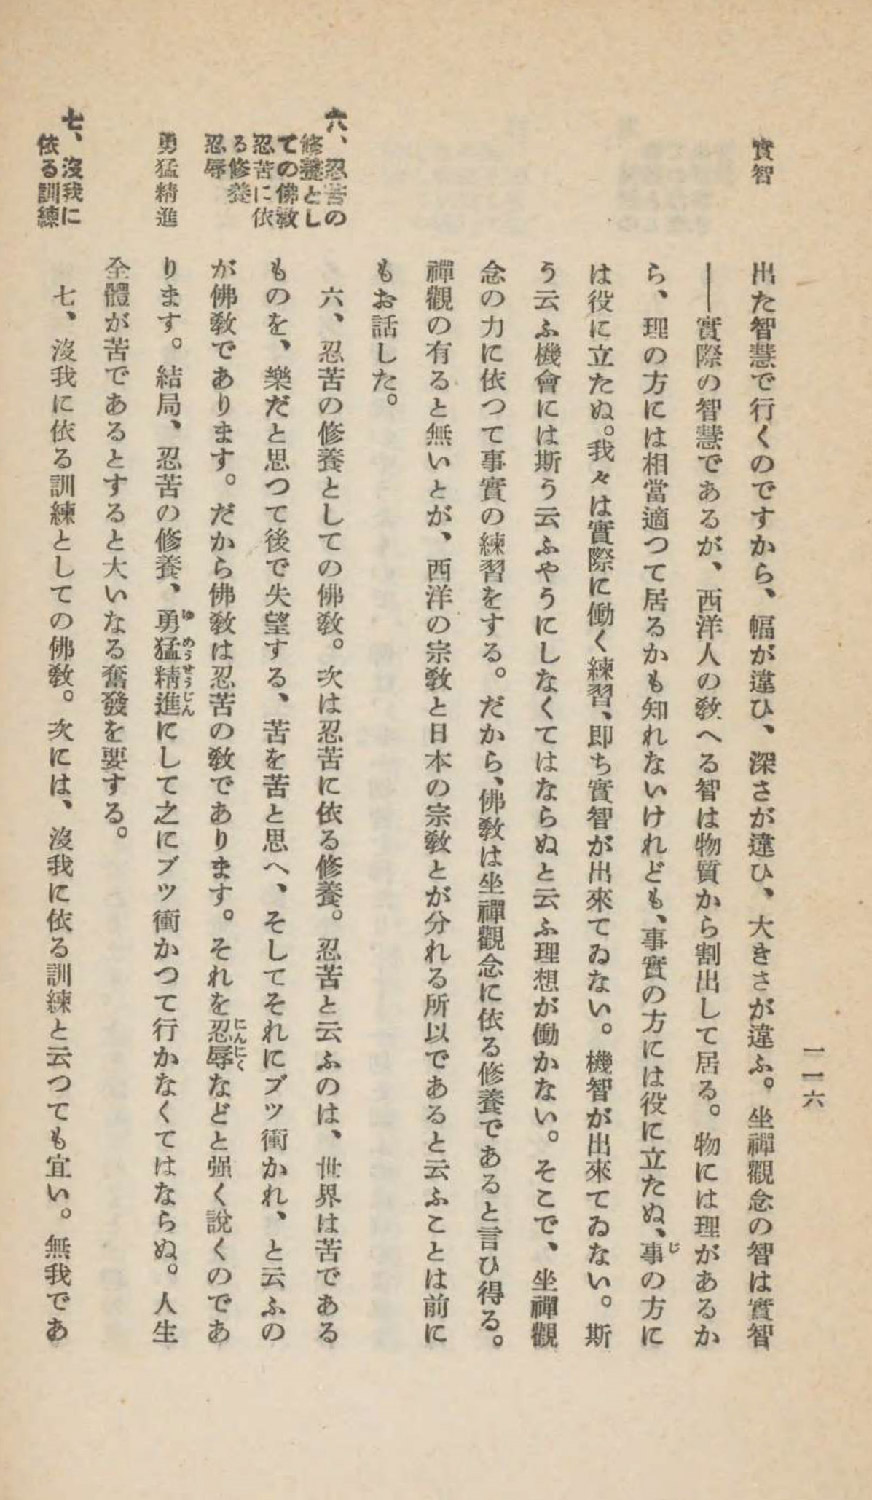 一一六
實智
出た智慧で行くのですから、幅が違ひ、深さが違ひ、大きさが違ふ。坐禪觀念の智は實智
――實際の智慧であるが、西洋人の敎へる智は物質から割出して居る。物には理があるか
ら、理の方には相當適つて居るかも知れないけれども、事實の方には役に立たぬ、事じの方に
は役に立たぬ。我々は實際に働く練習、即ち實智が出來てゐない。機智が出來てゐない。斯
う云ふ機會には斯う云ふやうにしなくてはならぬと云ふ理想が働かない。そこで、坐禪觀
念の力に依つて事實の練習をする。だから、佛敎は坐禪觀念に依る修養であると言ひ得る。
禪觀の有ると無いとが、西洋の宗敎と日本の宗敎とが分れる所以であると云ふことは前に
もお話した。
六、忍苦の
修養とし
ての佛敎
忍苦に依
る修養
忍辱
六、忍苦の修養としての佛敎。次は忍苦に依る修養。忍苦と云ふのは、世界は苦である
ものを、樂だと思つて後で失望する、苦を苦と思へ、そしてそれにブツ衝かれ、と云ふの
が佛敎であります。だから佛敎は忍苦の敎であります。それを忍辱にんにくなどと强く說くのであ
勇猛精進
ります。結局、忍苦の修養、勇猛精進ゆめうせうじんにして之にブツ衝かつて行かなくてはならぬ。人生
全體が苦であるとすると大いなる奮發を要する。
七、沒我に
依る訓練
七、沒我に依る訓練としての佛敎。次には、沒我に依る訓練と云つても宜い。無我であ